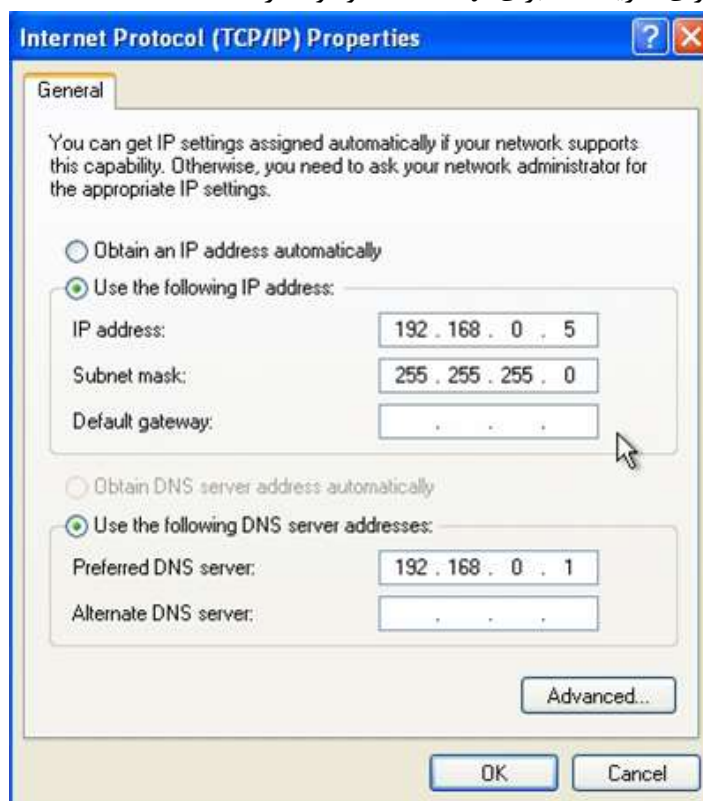 Internet Protocol (TCP/IP) Properties
General
You can get IP settings assigned automatically if your network supports
this capability. Otherwise, you need to ask your network administrator for
the appropriate IP settings.
Obtain an IP address automatically
Use the following IP address:
IP address: 192 . 168 . 0 . 5
Subnet mask: 255 . 255 . 255 . 0
Default gateway: . . .
Obtain DNS server address automatically
Use the following DNS server addresses:
Preferred DNS server: 192 . 168 . 0 . 1
Alternate DNS server: . . .
Advanced...
OK Cancel